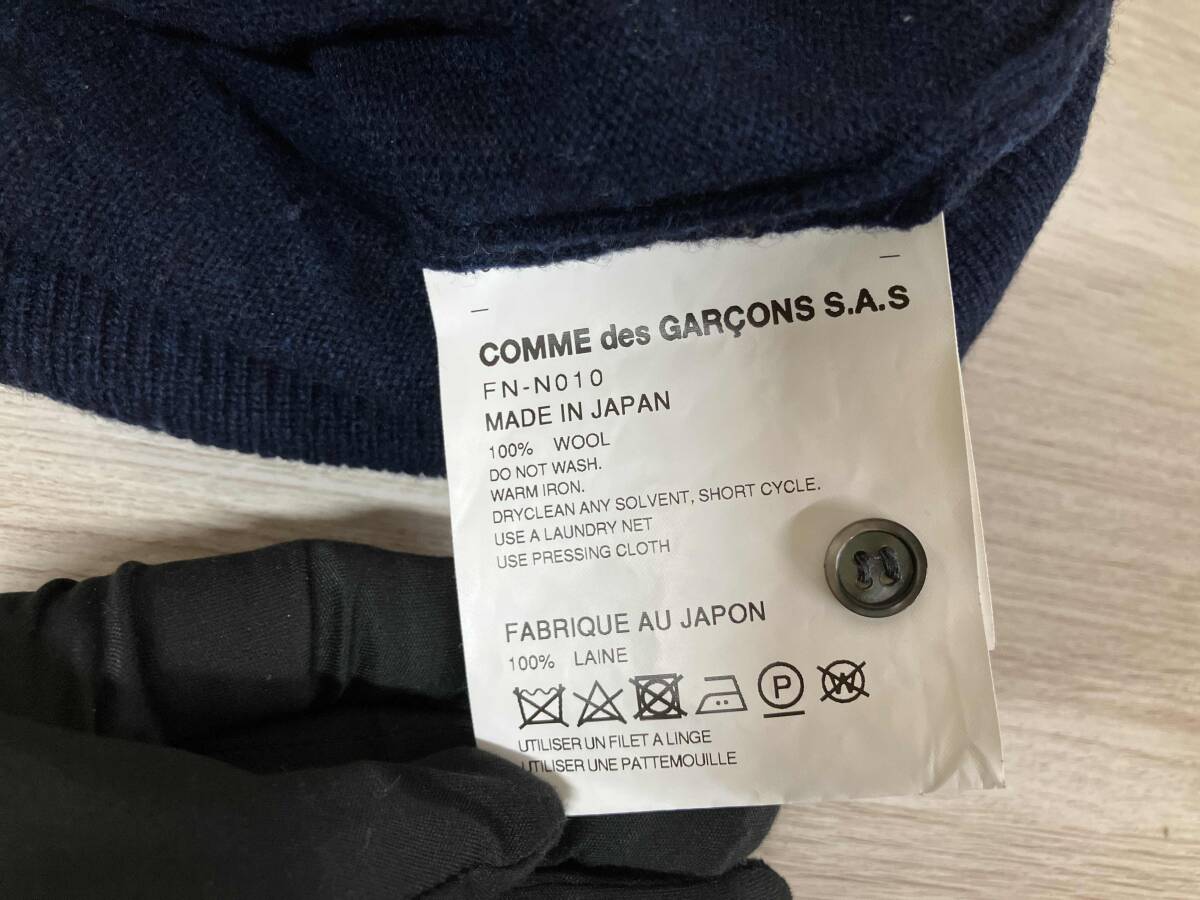 COMME des GARÇONS S.A.S
FN-N010
MADE IN JAPAN
100% WOOL
DO NOT WASH.
WARM IRON.
DRYCLEAN ANY SOLVENT, SHORT CYCLE.
USE A LAUNDRY NET
USE PRESSING CLOTH
FABRIQUE AU JAPON
100% LAINE
P W
UTILISER UN FILET A LINGE
UTILISER UNE PATTEMOUILLE